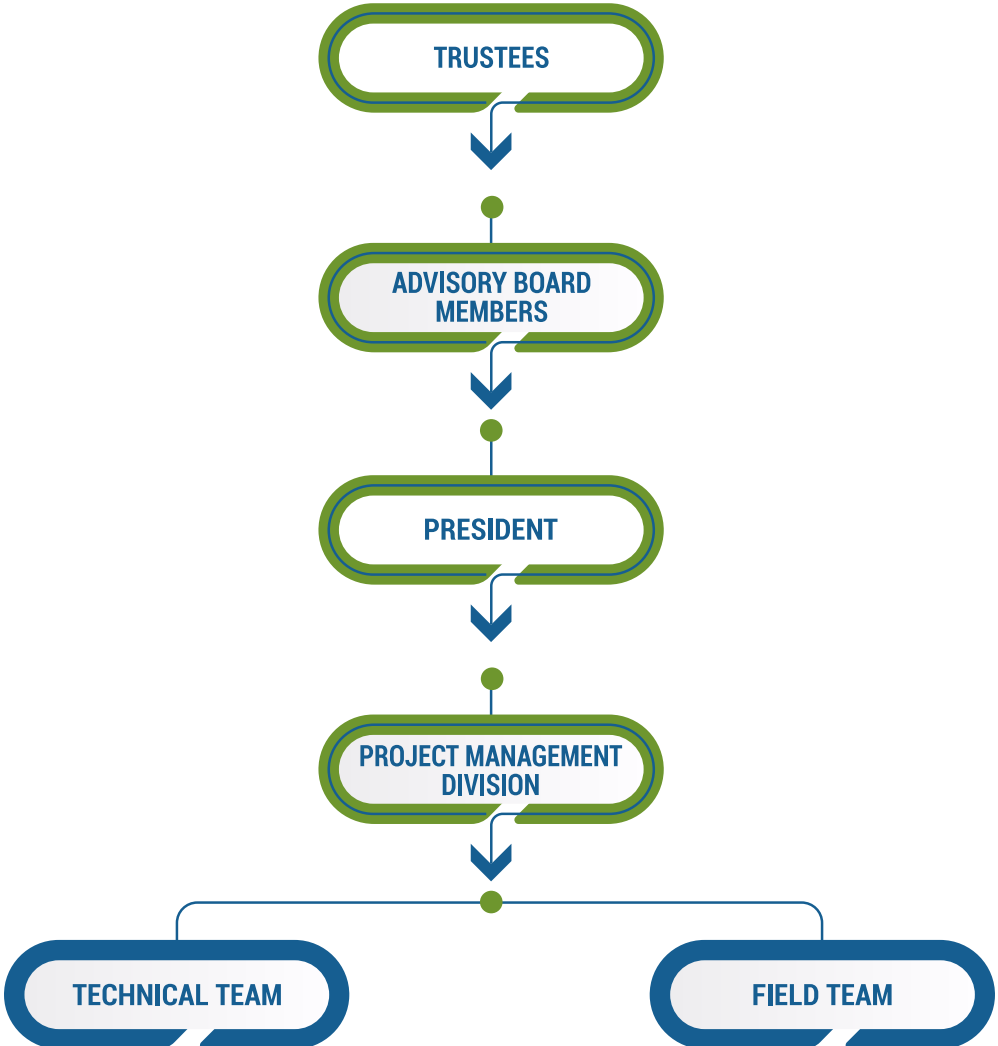 TRUSTEES
ADVISORY BOARD
MEMBERS
PRESIDENT
PROJECT MANAGEMENT
DIVISION
TECHNICAL TEAM
FIELD TEAM